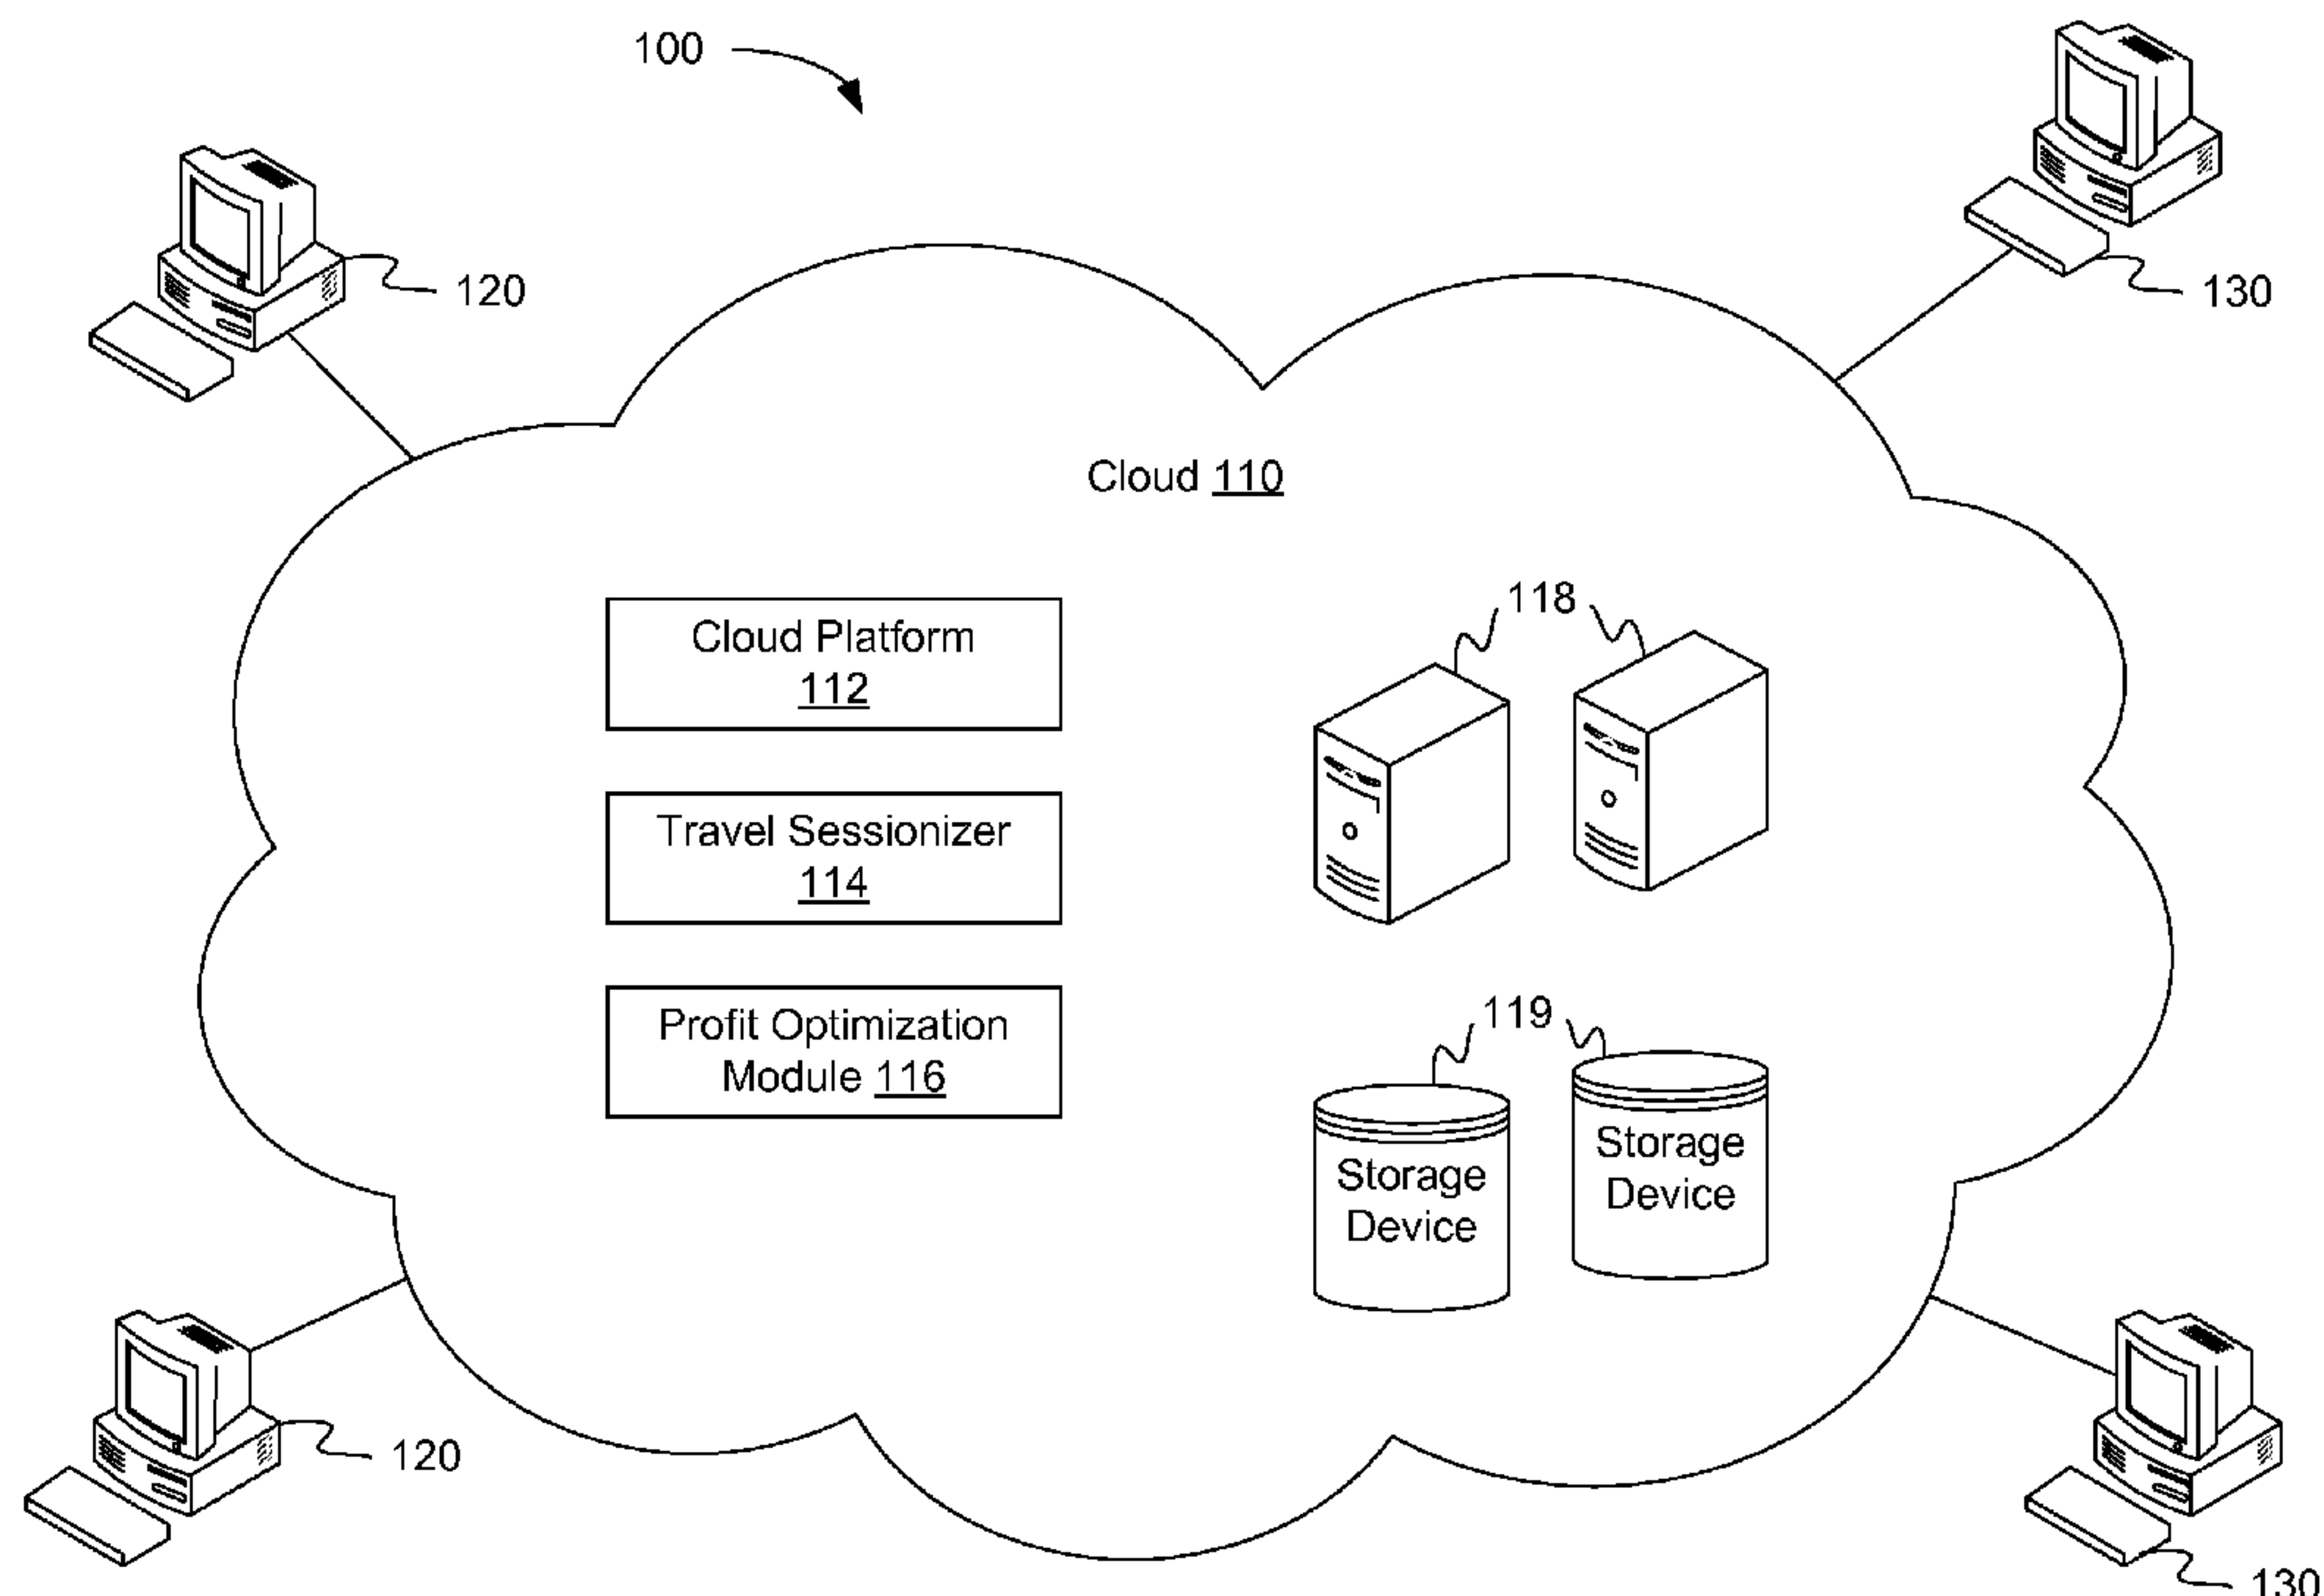 100
120
130
Cloud 110
118
Cloud Platform
112
Travel Sessionizer
114
119
Profit Optimization
Module 116
Storage
Device
Storage
Device
120
130